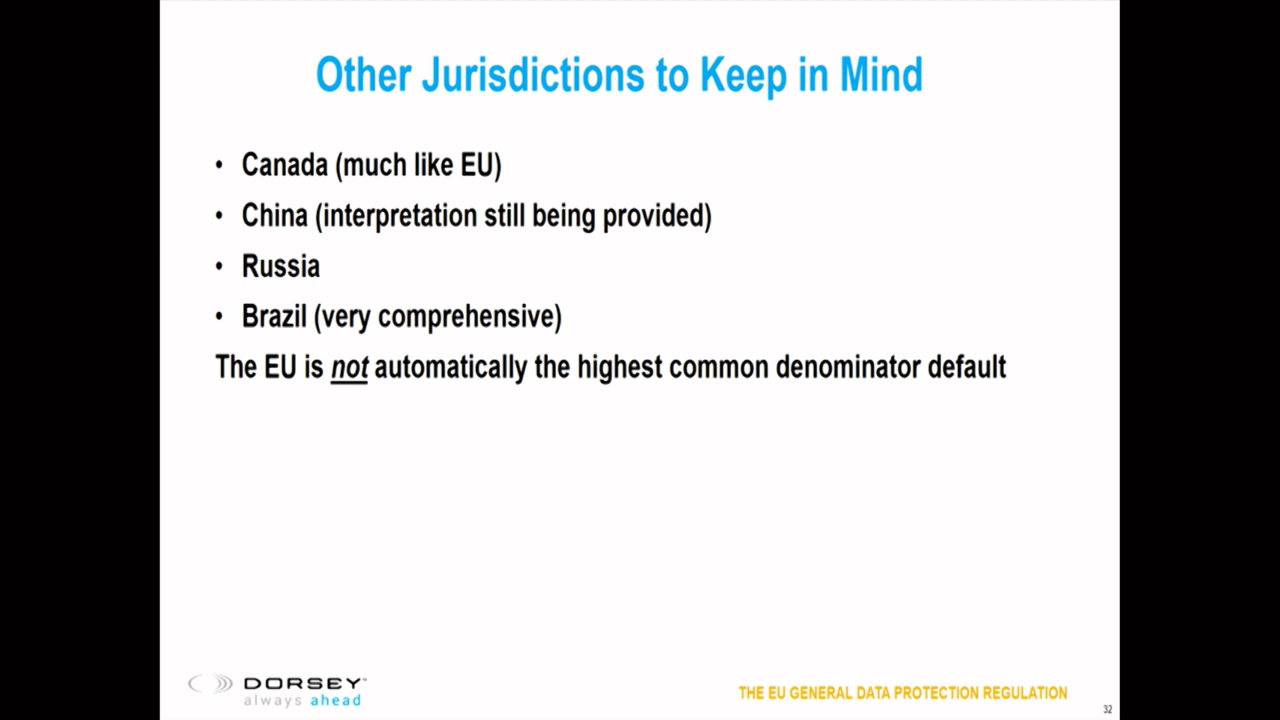 Other Jurisdictions to Keep in Mind
• Canada (much like EU)
• China (interpretation still being provided)
• Russia
• Brazil (very comprehensive)
The EU is not automatically the highest common denominator default
DORSEY™
always ahead
THE EU GENERAL DATA PROTECTION REGULATION
32